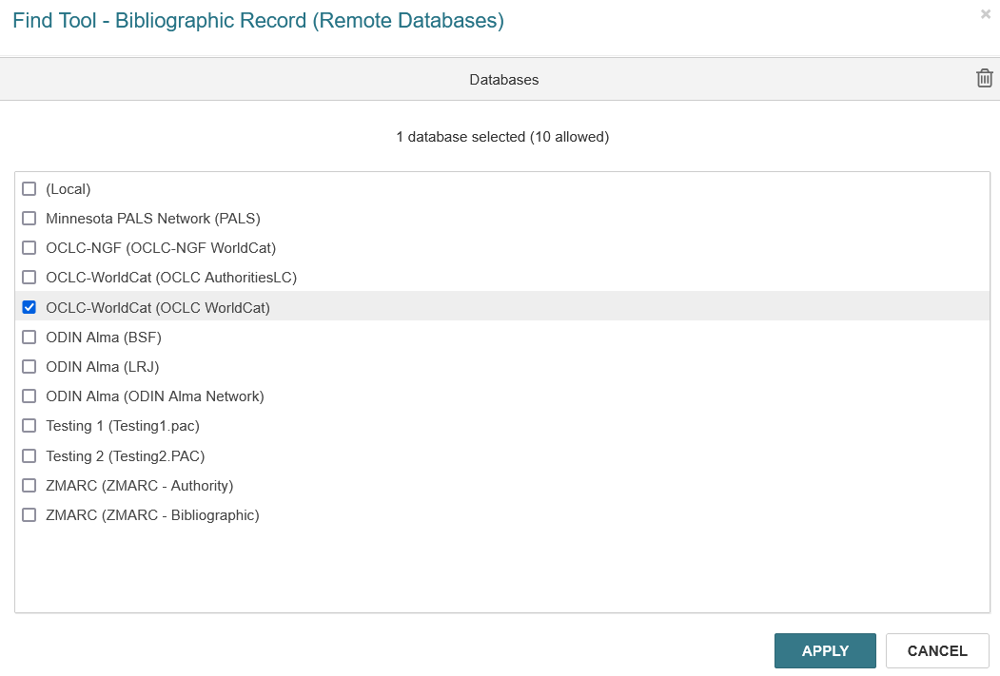 Find Tool - Bibliographic Record (Remote Databases)
Databases
1 database selected (10 allowed)
(Local)
Minnesota PALS Network (PALS)
OCLC-NGF (OCLC-NGF WorldCat)
OCLC-WorldCat (OCLC AuthoritiesLC)
OCLC-WorldCat (OCLC WorldCat)
ODIN Alma (BSF)
ODIN Alma (LRJ)
ODIN Alma (ODIN Alma Network)
Testing 1 (Testing1.pac)
Testing 2 (Testing2.PAC)
ZMARC (ZMARC - Authority)
ZMARC (ZMARC - Bibliographic)
APPLY CANCEL